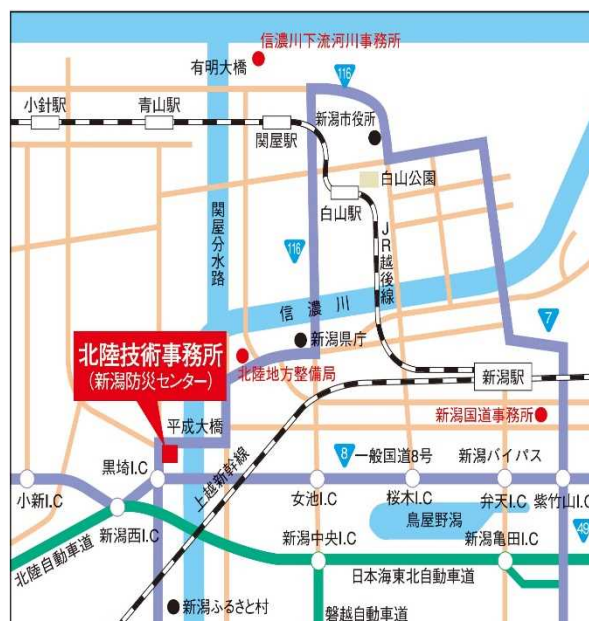 信濃川下流河川事務所
有明大橋
116
小針駅
青山駅
関屋駅
新潟市役所
白山公園
白山駅
関屋分水路
116
JR越後線
信濃川
7
北陸技術事務所
(新潟防災センター)
新潟県庁
北陸地方整備局
新潟駅
新潟国道事務所
平成大橋
上越新幹線
8
一般国道8号
新潟バイパス
黒埼I.C
小新I.C
女池I.C
桜木I.C
弁天I.C
紫竹山I.C
鳥屋野潟
49
新潟西I.C
新潟中央I.C
新潟亀田I.C
北陸自動車道
日本海東北自動車道
新潟ふるさと村
磐越自動車道